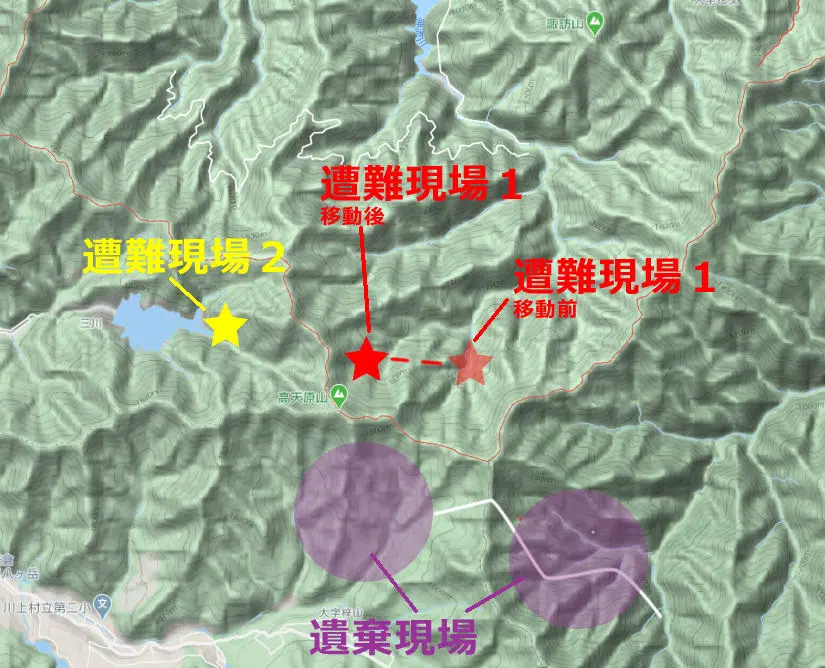 諏訪山
遭難現場1
移動後
遭難現場2
遭難現場1
移動前
三川
高天原山
遺棄現場
八ヶ岳
川上村立第二小
大字梓山